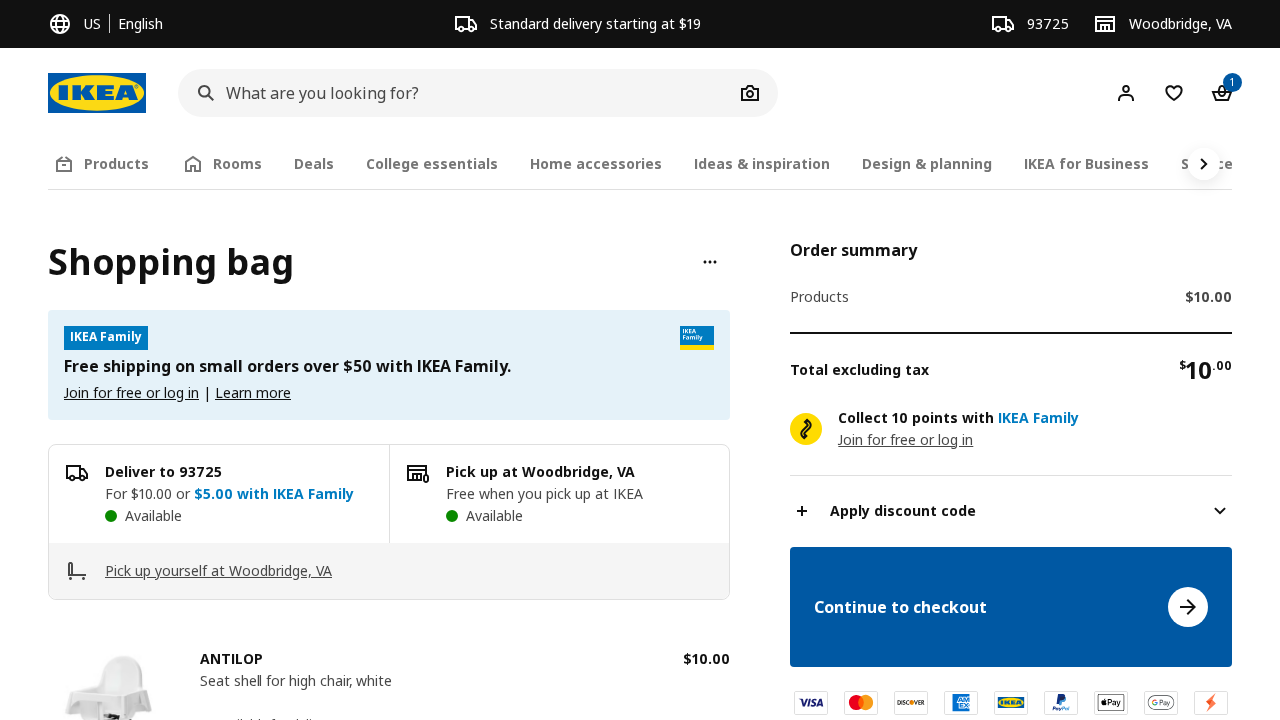 US | English
Standard delivery starting at $19
93725
Woodbridge, VA
IKEA
What are you looking for?
1
Products
Rooms
Deals
College essentials
Home accessories
Ideas & inspiration
Design & planning
IKEA for Business
Shopping bag
IKEA Family
IKEA
Family
Free shipping on small orders over $50 with IKEA Family.
Join for free or log in | Learn more
Deliver to 93725
For $10.00 or $5.00 with IKEA Family
Available
Pick up at Woodbridge, VA
Free when you pick up at IKEA
Available
Pick up yourself at Woodbridge, VA
ANTILOP
$10.00
Seat shell for high chair, white
Order summary
Products
$10.00
Total excluding tax
$10.00
Collect 10 points with IKEA Family
Join for free or log in
Apply discount code
Continue to checkout
VISA
DISCOVER
AMEX
IKEA
PayPal
Pay
G Pay